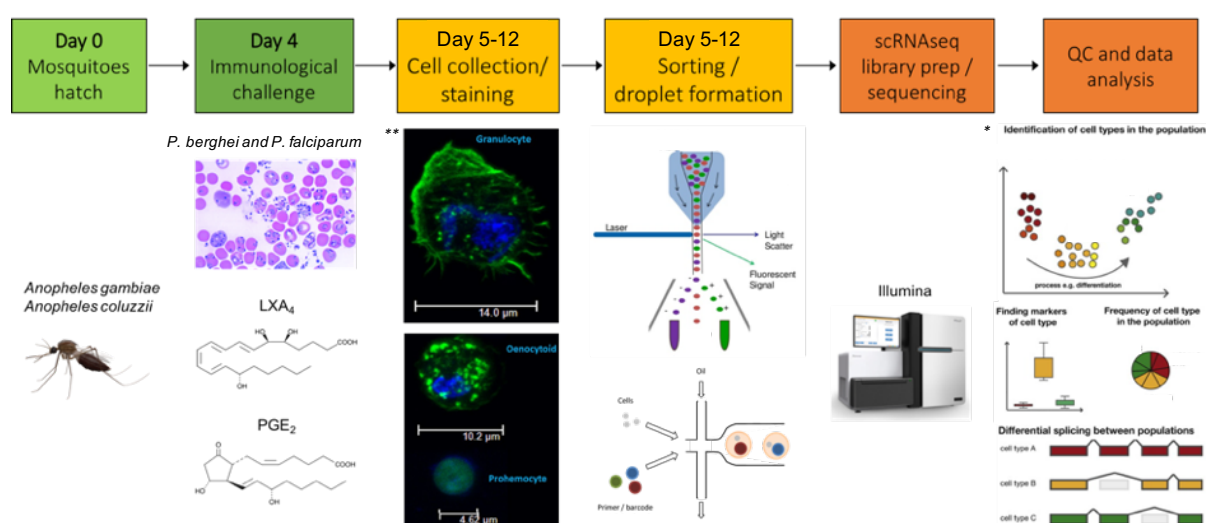 Day 0
Mosquitoes
hatch
Day 4
Immunological
challenge
Day 5-12
Cell collection/
staining
Day 5-12
Sorting /
droplet formation
scRNAseq
library prep /
sequencing
QC and data
analysis
Anopheles gambiae
Anopheles coluzzii
P. berghei and P. falciparum
LXA4
HO
OH
COOH
OH
PGE2
O
COOH
HO
OH
**
Granulocyte
14.0 µm
Oenocytoid
10.2 µm
Prohemocyte
4.62 µm
Laser
Light
Scatter
Fluorescent
Signal
Oil
Cells
Primer / barcode
Illumina
*
Identification of cell types in the population
process e.g. differentiation
Finding markers
of cell type
Frequency of cell type
in the population
Differential splicing between populations
cell type A
cell type B
cell type C